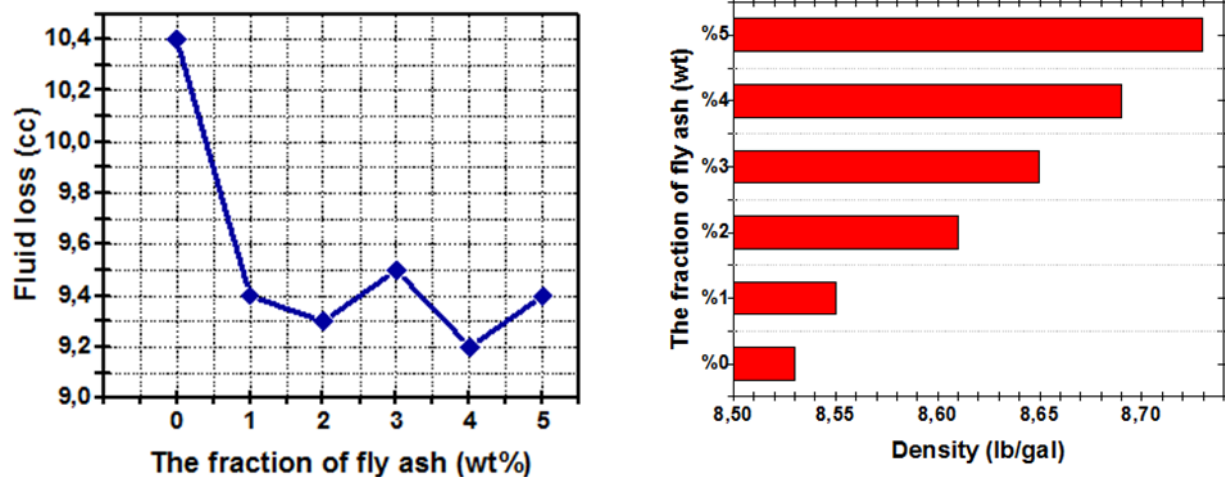 10,4
10,2
10,0
9,8
9,6
9,4
9,2
9,0
Fluid loss (cc)
0 1 2 3 4 5
The fraction of fly ash (wt%)
The fraction of fly ash (wt)
%5
%4
%3
%2
%1
%0
8,50 8,55 8,60 8,65 8,70
Density (lb/gal)